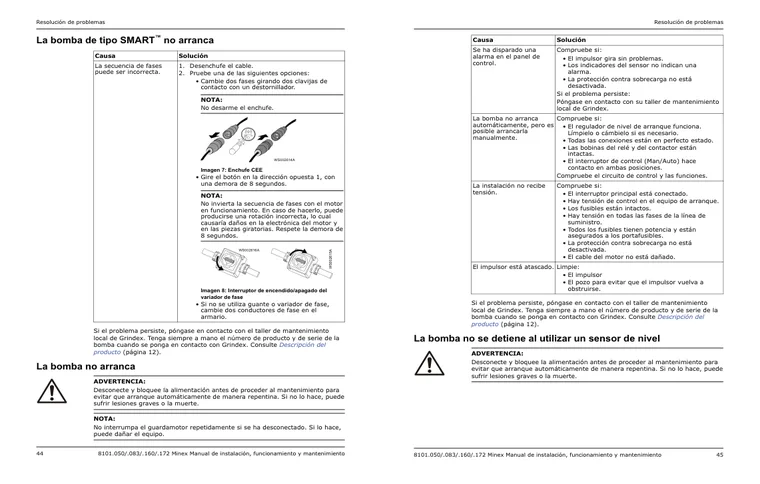 Resolución de problemas
La bomba de tipo SMART™ no arranca
Causa
Solución
La secuencia de fases
puede ser incorrecta.
1. Desenchufe el cable.
2. Pruebe una de las siguientes opciones:
• Cambie dos fases girando dos clavijas de
contacto con un destornillador.
NOTA:
No desarme el enchufe.
Imagen 7: Enchufe CEE
• Gire el botón en la dirección opuesta 1, con
una demora de 8 segundos.
NOTA:
No invierta la secuencia de fases con el motor
en funcionamiento. En caso de hacerlo, puede
producirse una rotación incorrecta, lo cual
causaría daños en la electrónica del motor y
en las piezas giratorias. Respete la demora de
8 segundos.
Imagen 8: Interruptor de encendido/apagado del
variador de fase
• Si no se utiliza guante o variador de fase,
cambie dos conductores de fase en el
armario.
Si el problema persiste, póngase en contacto con el taller de mantenimiento
local de Grindex. Tenga siempre a mano el número de producto y de serie de la
bomba cuando se ponga en contacto con Grindex. Consulte Descripción del
producto (página 12).
La bomba no arranca
ADVERTENCIA:
Desconecte y bloquee la alimentación antes de proceder al mantenimiento para
evitar que arranque automáticamente de manera repentina. Si no lo hace, puede
sufrir lesiones graves o la muerte.
NOTA:
No interrumpa el guardamotor repetidamente si se ha desconectado. Si lo hace,
puede dañar el equipo.
44
8101.050/.083/.160/.172 Minex Manual de instalación, funcionamiento y mantenimiento
Resolución de problemas
Causa
Solución
Se ha disparado una
alarma en el panel de
control.
Compruebe si:
• El impulsor gira sin problemas.
• Los indicadores del sensor no indican una
alarma.
• La protección contra sobrecarga no está
desactivada.
Si el problema persiste:
Póngase en contacto con su taller de mantenimiento
local de Grindex.
La bomba no arranca
automáticamente, pero es
posible arrancarla
manualmente.
Compruebe si:
• El regulador de nivel de arranque funciona.
Límpielo o cámbielo si es necesario.
• Todas las conexiones están en perfecto estado.
• Las bobinas del relé y del contactor están
intactas.
• El interruptor de control (Man/Auto) hace
contacto en ambas posiciones.
Compruebe el circuito de control y las funciones.
La instalación no recibe
tensión.
Compruebe si:
• El interruptor principal está conectado.
• Hay tensión de control en el equipo de arranque.
• Los fusibles están intactos.
• Hay tensión en todas las fases de la línea de
suministro.
• Todos los fusibles tienen potencia y están
asegurados a los portafusibles.
• La protección contra sobrecarga no está
desactivada.
• El cable del motor no está dañado.
El impulsor está atascado.
Limpie:
• El impulsor
• El pozo para evitar que el impulsor vuelva a
obstruirse.
Si el problema persiste, póngase en contacto con el taller de mantenimiento
local de Grindex. Tenga siempre a mano el número de producto y de serie de la
bomba cuando se ponga en contacto con Grindex. Consulte Descripción del
producto (página 12).
La bomba no se detiene al utilizar un sensor de nivel
ADVERTENCIA:
Desconecte y bloquee la alimentación antes de proceder al mantenimiento para
evitar que arranque automáticamente de manera repentina. Si no lo hace, puede
sufrir lesiones graves o la muerte.
8101.050/.083/.160/.172 Minex Manual de instalación, funcionamiento y mantenimiento
45